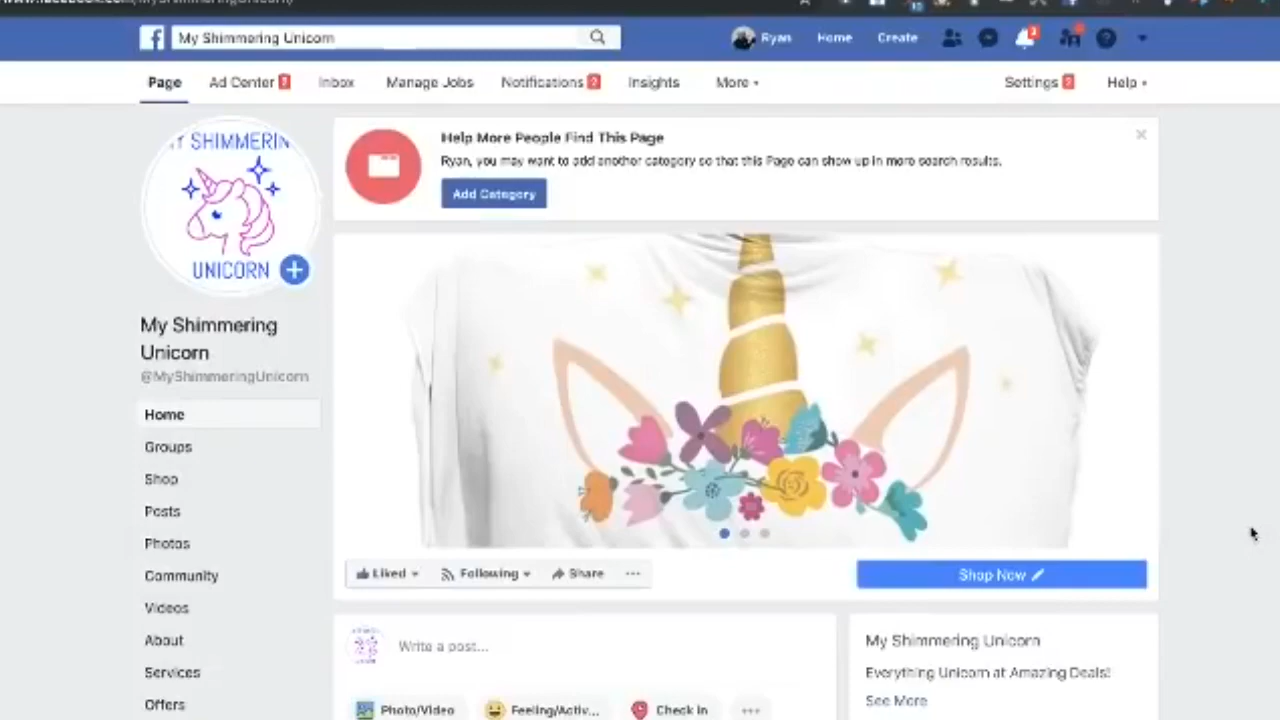 My Shimmering Unicorn
Ryan Home Create
Page Ad Center Inbox Manage Jobs Notifications 2 Insights More Settings Help
MY SHIMMERIN
UNICORN
Help More People Find This Page
Ryan, you may want to add another category so that this Page can show up in more search results.
Add Category
My Shimmering
Unicorn
@MyShimmeringUnicorn
Home
Groups
Shop
Posts
Photos
Community
Videos
About
Services
Offers
Liked Following Share ...
Shop Now
Write a post...
Photo/Video Feeling/Activ... Check in ...
My Shimmering Unicorn
Everything Unicorn at Amazing Deals!
See More